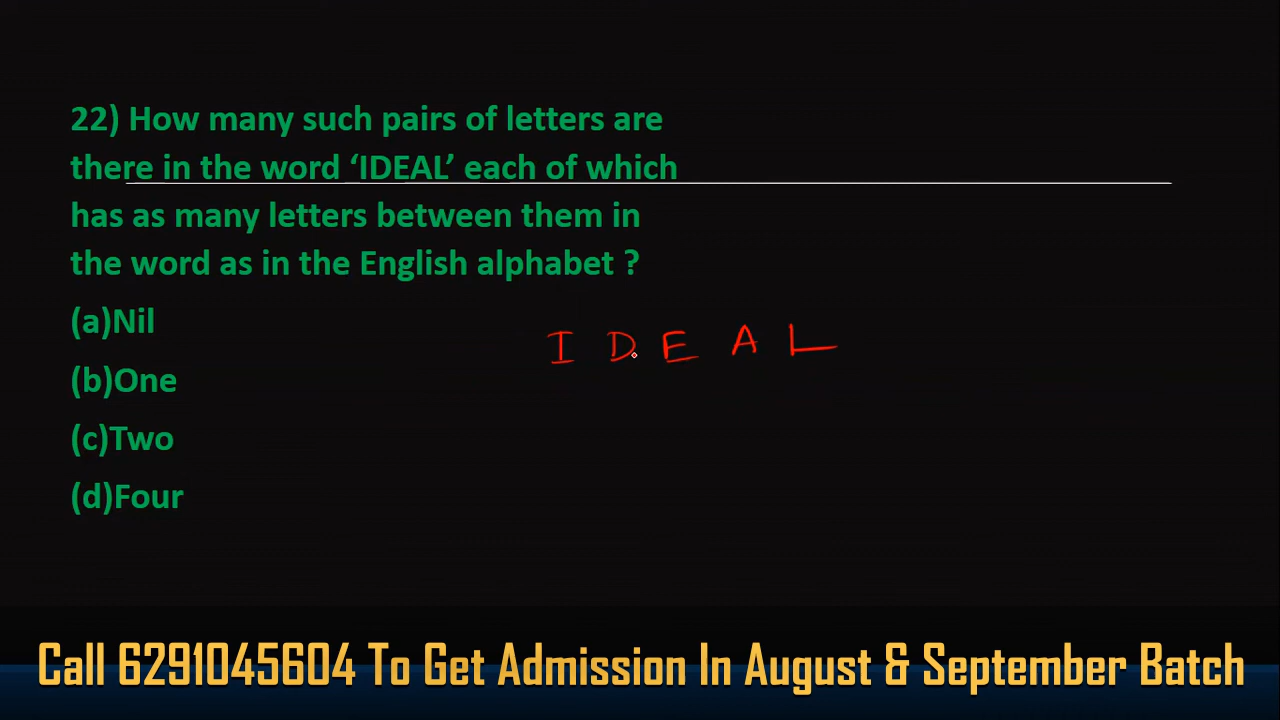 22) How many such pairs of letters are
there in the word ‘IDEAL’ each of which
has as many letters between them in
the word as in the English alphabet ?
(a)Nil
I D E A L
(b)One
(c)Two
(d)Four
Call 6291045604 To Get Admission In August & September Batch